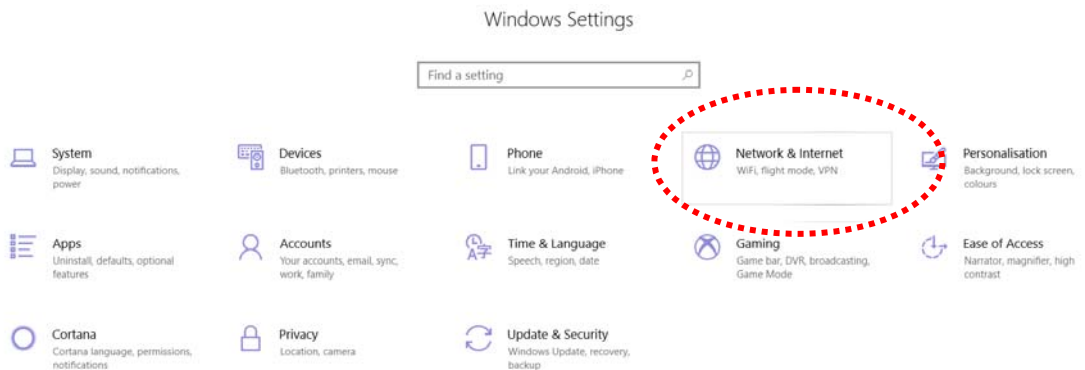 Windows Settings
Find a setting
System
Display, sound, notifications,
power
Devices
Bluetooth, printers, mouse
Phone
Link your Android, iPhone
Network & Internet
WiFi, flight mode, VPN
Personalisation
Background, lock screen,
colours
Apps
Uninstall, defaults, optional
features
Accounts
Your accounts, email, sync,
work, family
Time & Language
Speech, region, date
Gaming
Game bar, DVR, broadcasting,
Game Mode
Ease of Access
Narrator, magnifier, high
contrast
Cortana
Cortana language, permissions,
notifications
Privacy
Location, camera
Update & Security
Windows Update, recovery,
backup